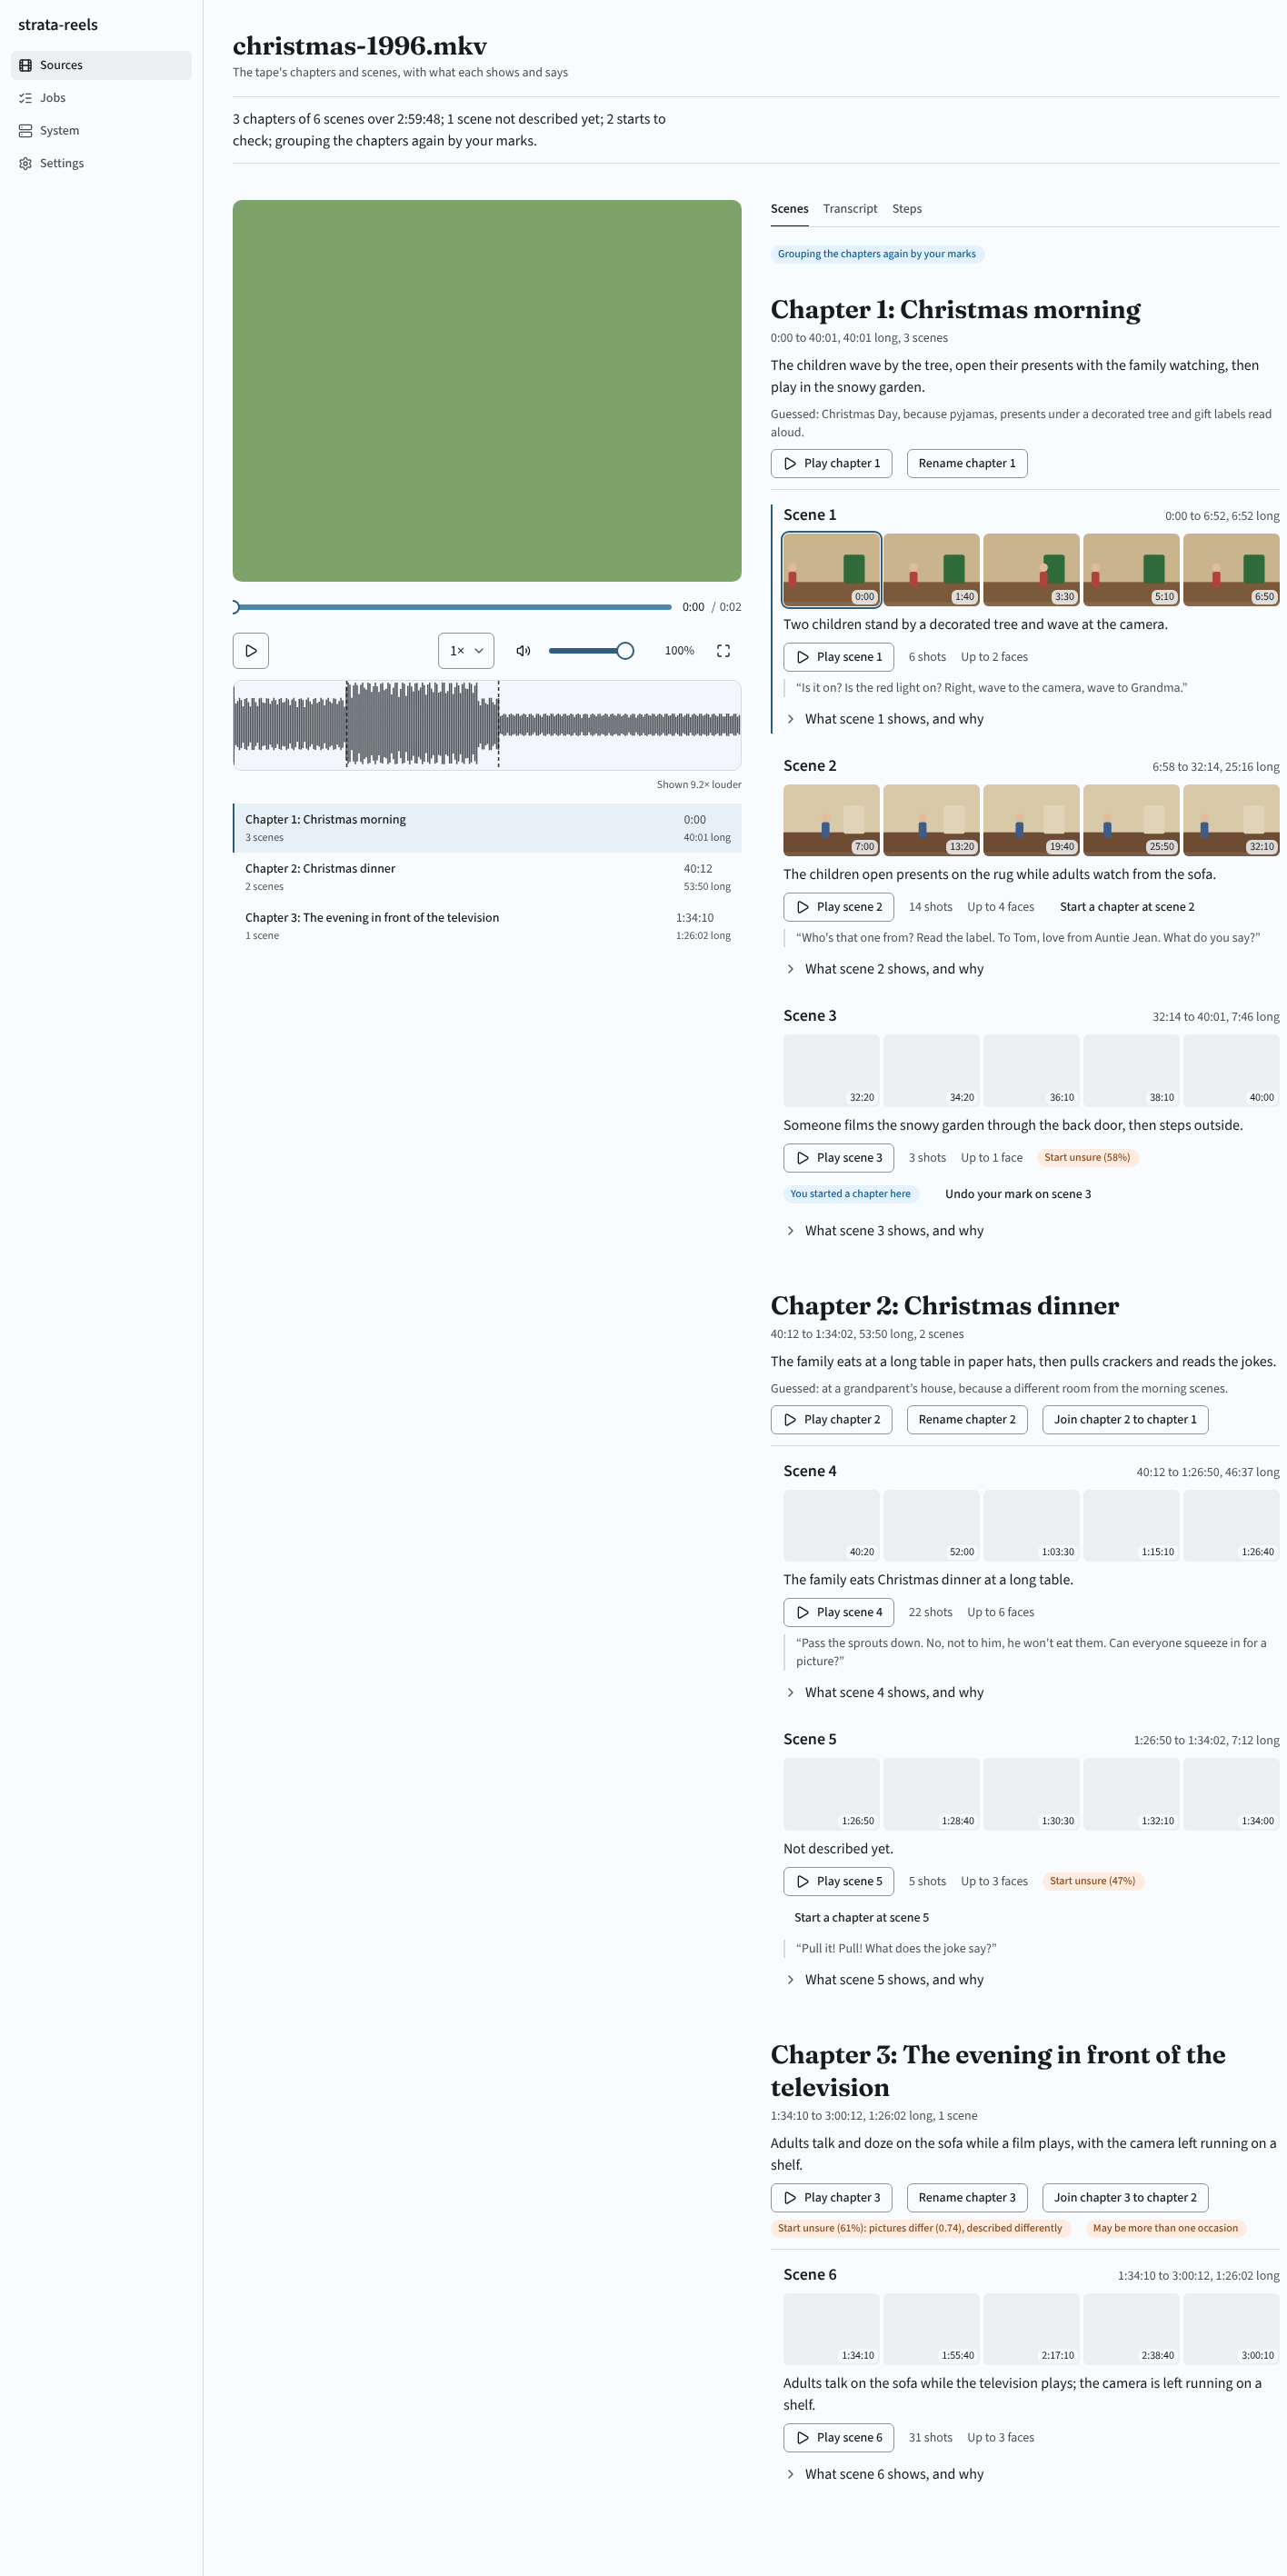 strata-reels
Sources
Jobs
System
Settings
christmas-1996.mkv
The tape's chapters and scenes, with what each shows and says
3 chapters of 6 scenes over 2:59:48; 1 scene not described yet; 2 starts to
check; grouping the chapters again by your marks.
0:00 / 0:02
1×
100%
Shown 9.2× louder
Chapter 1: Christmas morning 0:00
3 scenes 40:01 long
Chapter 2: Christmas dinner 40:12
2 scenes 53:50 long
Chapter 3: The evening in front of the television 1:34:10
1 scene 1:26:02 long
Scenes Transcript Steps
Grouping the chapters again by your marks
Chapter 1: Christmas morning
0:00 to 40:01, 40:01 long, 3 scenes
The children wave by the tree, open their presents with the family watching, then
play in the snowy garden.
Guessed: Christmas Day, because pyjamas, presents under a decorated tree and gift labels read
aloud.
Play chapter 1 Rename chapter 1
Scene 1 0:00 to 6:52, 6:52 long
0:00 1:40 3:30 5:10 6:50
Two children stand by a decorated tree and wave at the camera.
Play scene 1 6 shots Up to 2 faces
“Is it on? Is the red light on? Right, wave to the camera, wave to Grandma.”
What scene 1 shows, and why
Scene 2 6:58 to 32:14, 25:16 long
7:00 13:20 19:40 25:50 32:10
The children open presents on the rug while adults watch from the sofa.
Play scene 2 14 shots Up to 4 faces Start a chapter at scene 2
“Who's that one from? Read the label. To Tom, love from Auntie Jean. What do you say?”
What scene 2 shows, and why
Scene 3 32:14 to 40:01, 7:46 long
32:20 34:20 36:10 38:10 40:00
Someone films the snowy garden through the back door, then steps outside.
Play scene 3 3 shots Up to 1 face Start unsure (58%)
You started a chapter here Undo your mark on scene 3
What scene 3 shows, and why
Chapter 2: Christmas dinner
40:12 to 1:34:02, 53:50 long, 2 scenes
The family eats at a long table in paper hats, then pulls crackers and reads the jokes.
Guessed: at a grandparent’s house, because a different room from the morning scenes.
Play chapter 2 Rename chapter 2 Join chapter 2 to chapter 1
Scene 4 40:12 to 1:26:50, 46:37 long
40:20 52:00 1:03:30 1:15:10 1:26:40
The family eats Christmas dinner at a long table.
Play scene 4 22 shots Up to 6 faces
“Pass the sprouts down. No, not to him, he won't eat them. Can everyone squeeze in for a
picture?”
What scene 4 shows, and why
Scene 5 1:26:50 to 1:34:02, 7:12 long
1:26:50 1:28:40 1:30:30 1:32:10 1:34:00
Not described yet.
Play scene 5 5 shots Up to 3 faces Start unsure (47%)
Start a chapter at scene 5
“Pull it! Pull! What does the joke say?”
What scene 5 shows, and why
Chapter 3: The evening in front of the
television
1:34:10 to 3:00:12, 1:26:02 long, 1 scene
Adults talk and doze on the sofa while a film plays, with the camera left running on a
shelf.
Play chapter 3 Rename chapter 3 Join chapter 3 to chapter 2
Start unsure (61%): pictures differ (0.74), described differently May be more than one occasion
Scene 6 1:34:10 to 3:00:12, 1:26:02 long
1:34:10 1:55:40 2:17:10 2:38:40 3:00:10
Adults talk on the sofa while the television plays; the camera is left running on a
shelf.
Play scene 6 31 shots Up to 3 faces
What scene 6 shows, and why